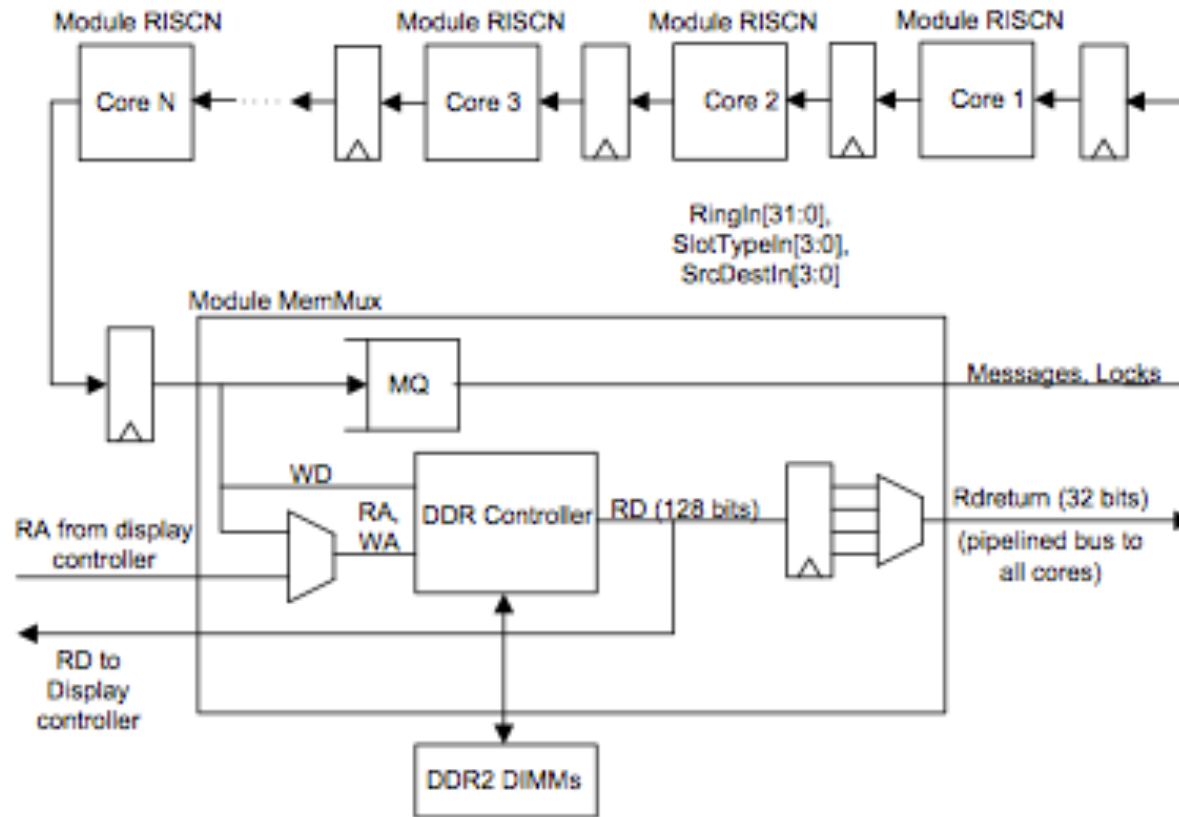 Module RISCN
Module RISCN
Module RISCN
Module RISCN
Core N
Core 3
Core 2
Core 1
RingIn[31:0],
SlotTypeIn[3:0],
SrcDestIn[3:0]
Module MemMux
MQ
Messages, Locks
WD
RA from display
controller
RA,
WA
DDR Controller
RD (128 bits)
Rdreturn (32 bits)
(pipelined bus to
all cores)
RD to
Display
controller
DDR2 DIMMs